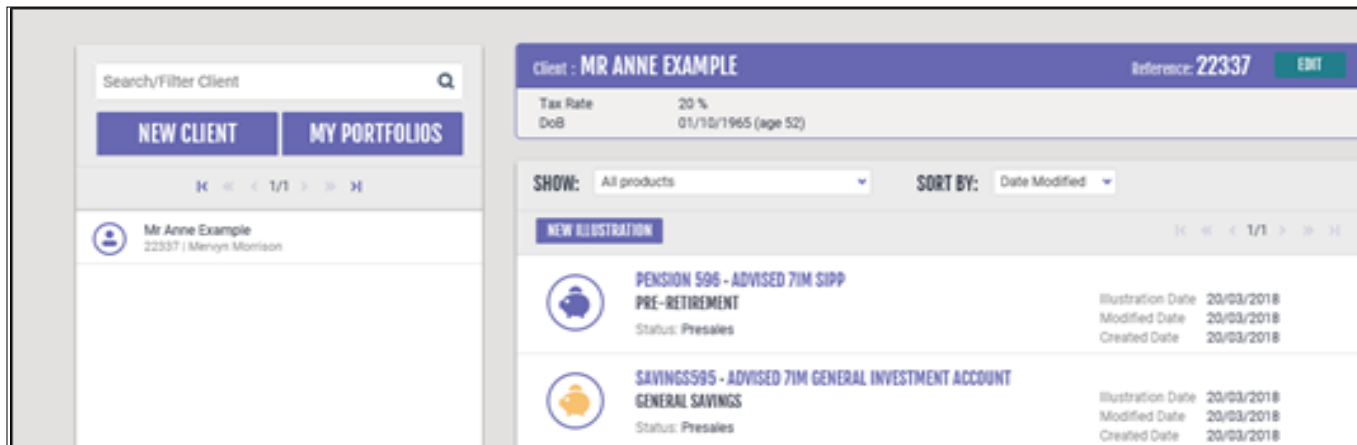 Search/Filter Client
NEW CLIENT MY PORTFOLIOS
1/1
Mr Anne Example
22337 | Mervyn Morrison
Client : MR ANNE EXAMPLE Reference: 22337 EDIT
Tax Rate 20 %
DoB 01/10/1965 (age 52)
SHOW: All products SORT BY: Date Modified
NEW ILLUSTRATION 1/1
PENSION 596 - ADVISED 7IM SIPP
PRE-RETIREMENT
Status: Presales
Illustration Date 20/03/2018
Modified Date 20/03/2018
Created Date 20/03/2018
SAVINGS595 - ADVISED 7IM GENERAL INVESTMENT ACCOUNT
GENERAL SAVINGS
Status: Presales
Illustration Date 20/03/2018
Modified Date 20/03/2018
Created Date 20/03/2018